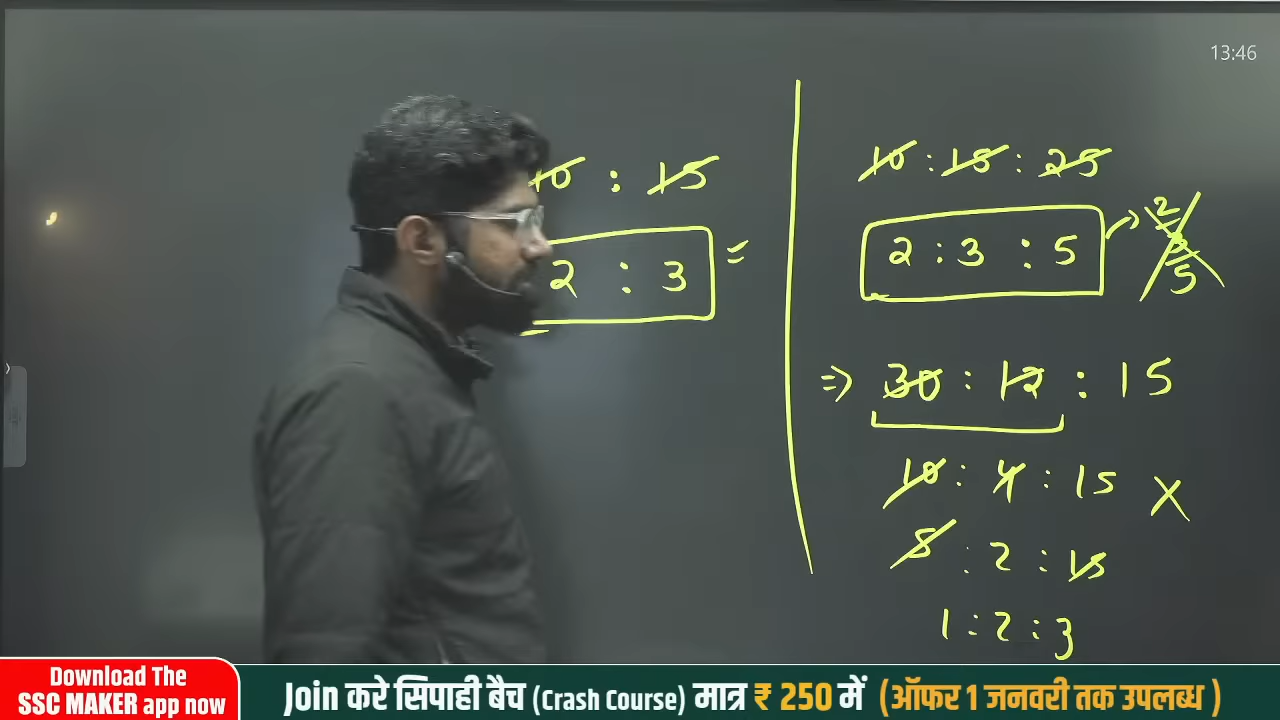 13:46
10 : 15
2 : 3 =
10 : 15 : 25
2 : 3 : 5
2
3
5
=> 30 : 12 : 15
10 : 4 : 15 X
5 : 2 : 15
1 : 2 : 3
Download The
SSC MAKER app now
Join करे सिपाही बैच (Crash Course) मात्र ₹ 250 में (ऑफर 1 जनवरी तक उपलब्ध )